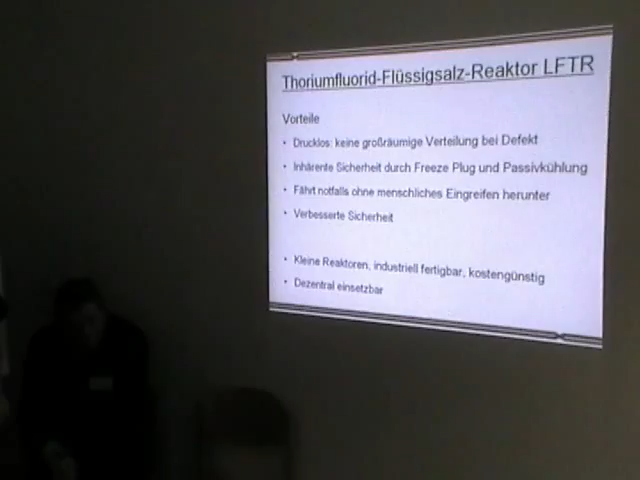 Thoriumfluorid-Flüssigsalz-Reaktor LFTR
Vorteile
• Drucklos: keine großräumige Verteilung bei Defekt
• Inhärente Sicherheit durch Freeze Plug und Passivkühlung
• Fährt notfalls ohne menschliches Eingreifen herunter
• Verbesserte Sicherheit
• Kleine Reaktoren, industriell fertigbar, kostengünstig
• Dezentral einsetzbar